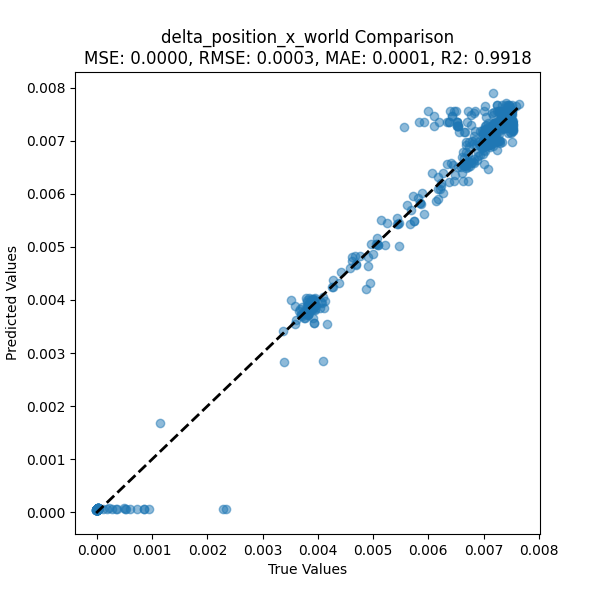 delta_position_x_world Comparison
MSE: 0.0000, RMSE: 0.0003, MAE: 0.0001, R2: 0.9918
0.008
0.007
0.006
0.005
0.004
0.003
0.002
0.001
0.000
Predicted Values
0.000 0.001 0.002 0.003 0.004 0.005 0.006 0.007 0.008
True Values